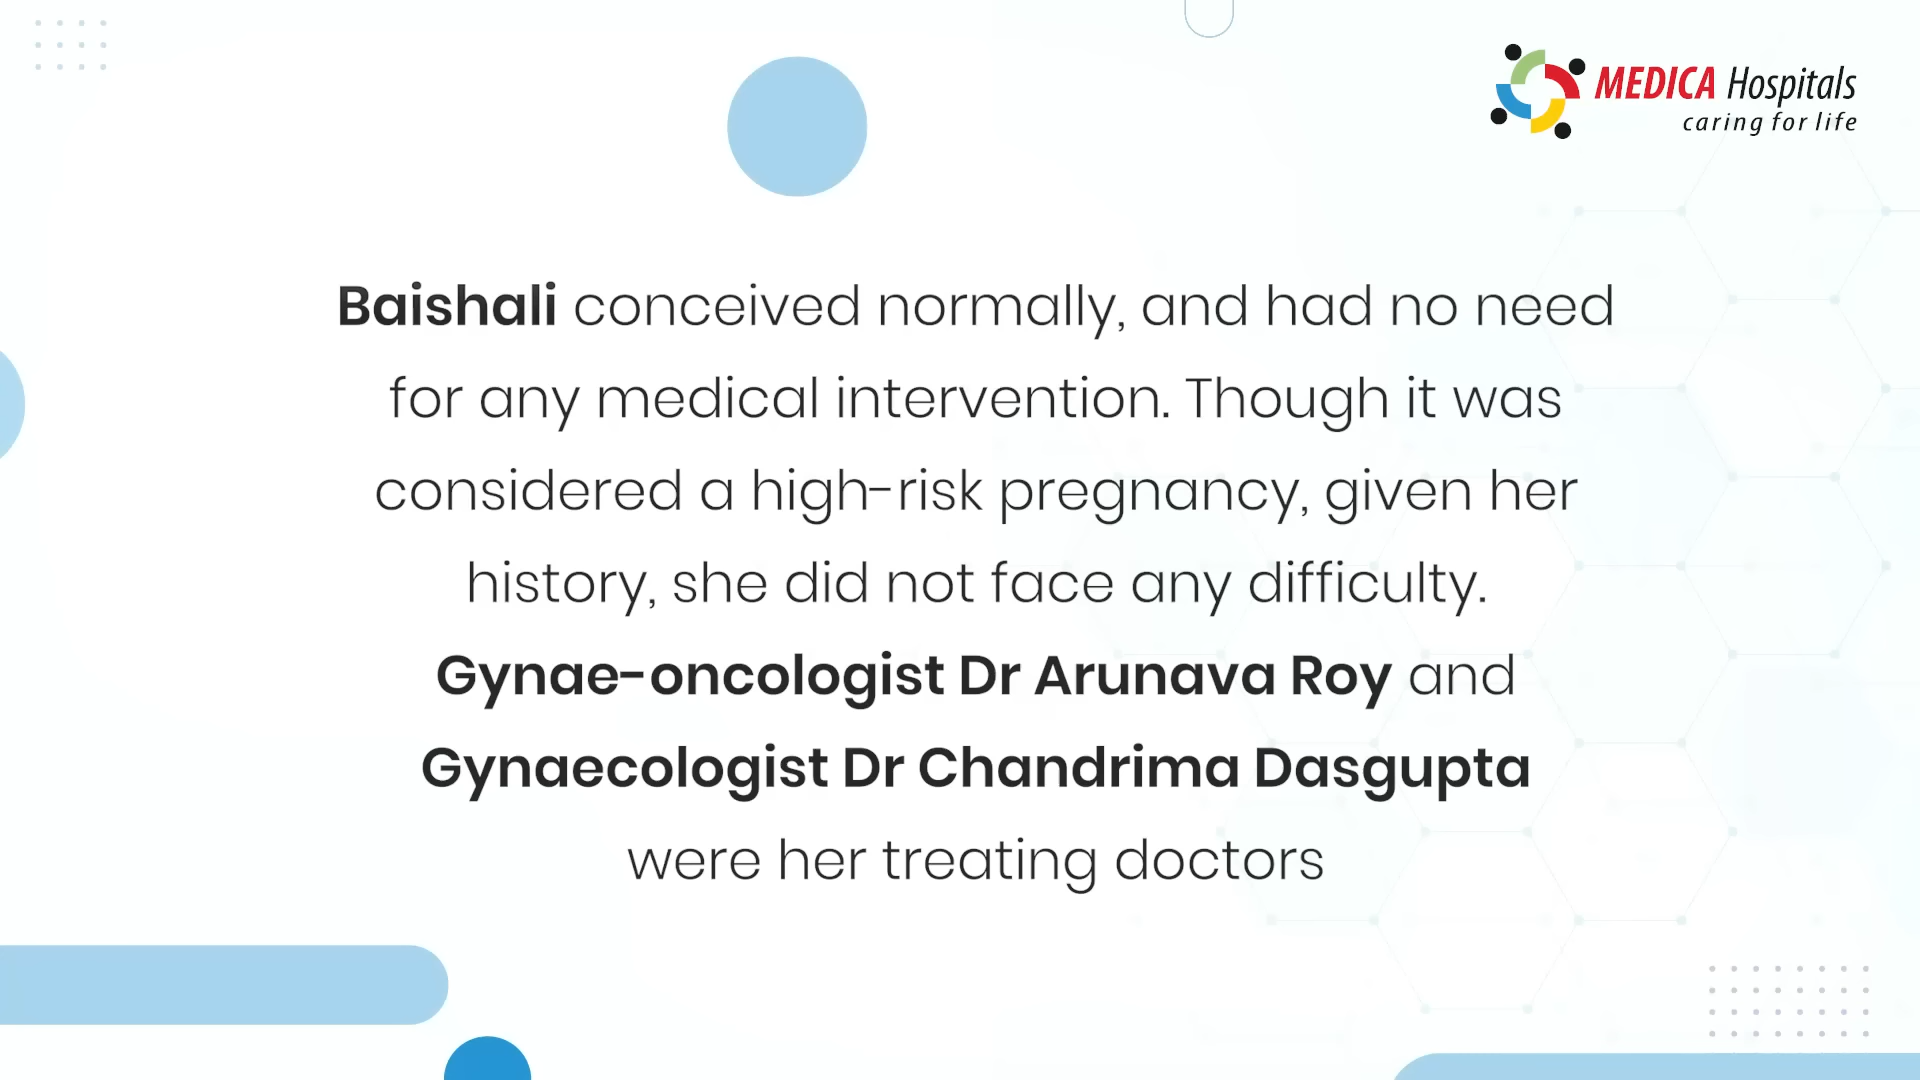 MEDICA Hospitals
caring for life
Baishali conceived normally, and had no need
for any medical intervention. Though it was
considered a high-risk pregnancy, given her
history, she did not face any difficulty.
Gynae-oncologist Dr Arunava Roy and
Gynaecologist Dr Chandrima Dasgupta
were her treating doctors